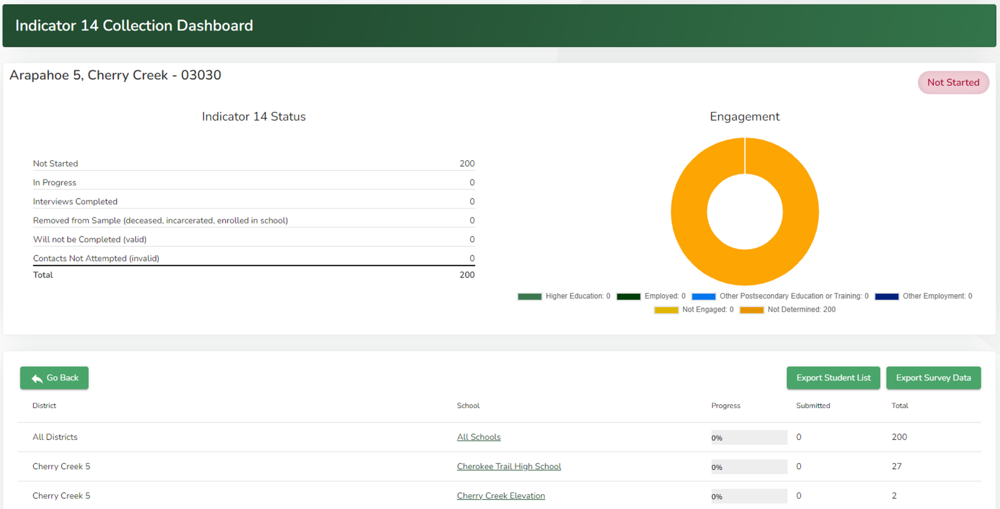 Indicator 14 Collection Dashboard
Arapahoe 5, Cherry Creek - 03030
Not Started
Indicator 14 Status
Engagement
Not Started 200
In Progress 0
Interviews Completed 0
Removed from Sample (deceased, incarcerated, enrolled in school) 0
Will not be Completed (valid) 0
Contacts Not Attempted (invalid) 0
Total 200
Higher Education: 0 Employed: 0 Other Postsecondary Education or Training: 0 Other Employment: 0
Not Engaged: 0 Not Determined: 200
Go Back Export Student List Export Survey Data
District School Progress Submitted Total
All Districts All Schools 0% 0 200
Cherry Creek 5 Cherokee Trail High School 0% 0 27
Cherry Creek 5 Cherry Creek Elevation 0% 0 2